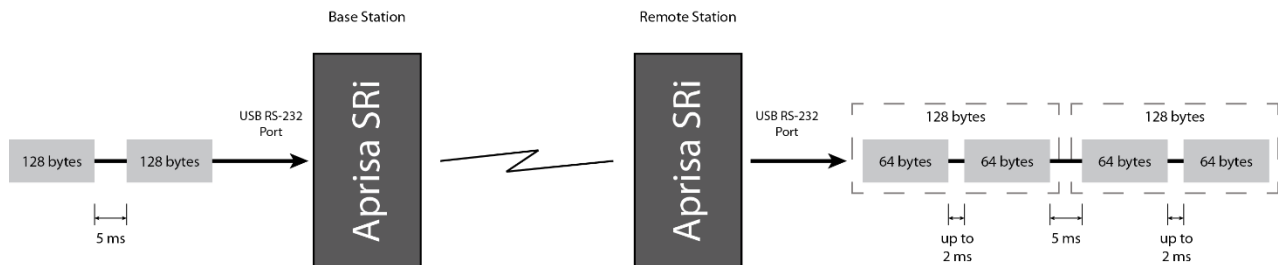 Base Station
Remote Station
USB RS-232
Port
Aprisa SRi
Aprisa SRi
USB RS-232
Port
128 bytes
128 bytes
128 bytes
128 bytes
64 bytes
64 bytes
64 bytes
64 bytes
5 ms
up to
2 ms
5 ms
up to
2 ms